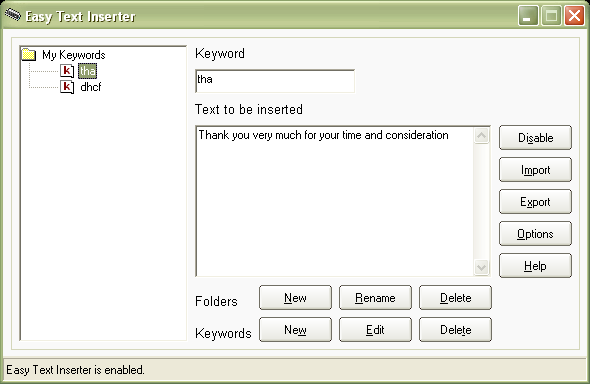 Easy Text Inserter
My Keywords
k tha
k dhcf
Keyword
tha
Text to be inserted
Thank you very much for your time and consideration
Disable
Import
Export
Options
Help
Folders New Rename Delete
Keywords New Edit Delete
Easy Text Inserter is enabled.